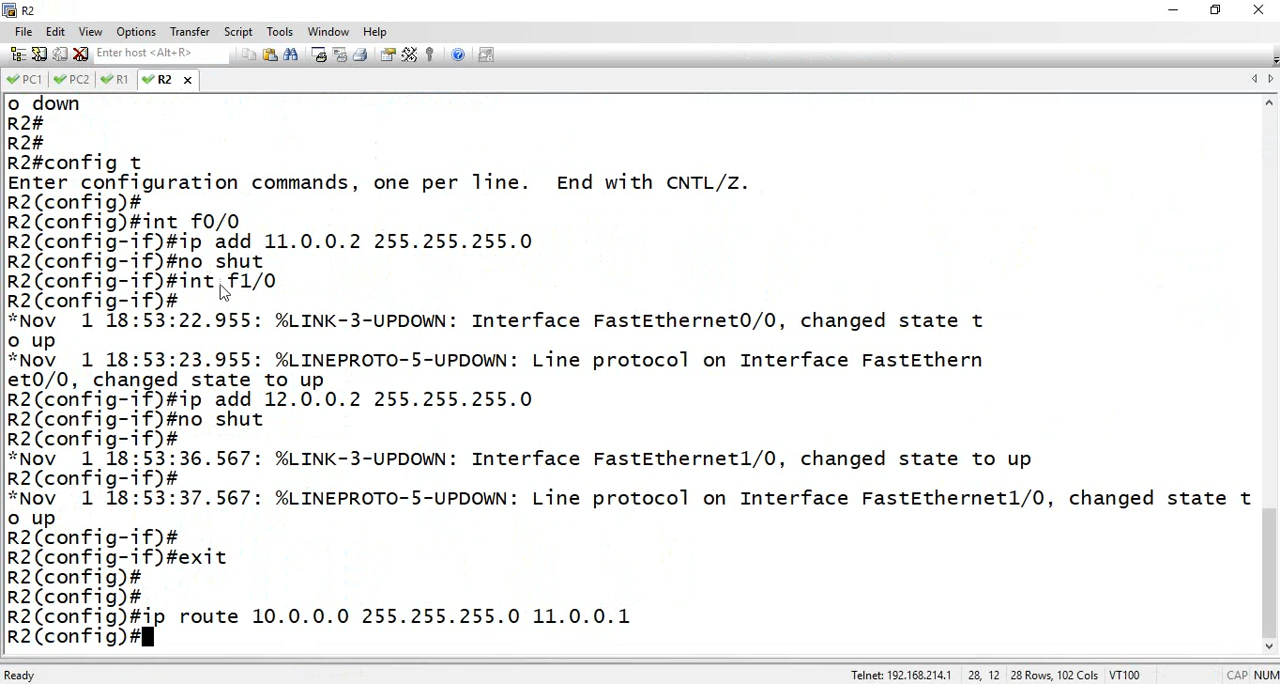 R2
File Edit View Options Transfer Script Tools Window Help
Enter host <Alt+R>
PC1 PC2 R1 R2
o down
R2#
R2#
R2#config t
Enter configuration commands, one per line.  End with CNTL/Z.
R2(config)#
R2(config)#int f0/0
R2(config-if)#ip add 11.0.0.2 255.255.255.0
R2(config-if)#no shut
R2(config-if)#int f1/0
R2(config-if)#
*Nov  1 18:53:22.955: %LINK-3-UPDOWN: Interface FastEthernet0/0, changed state t
o up
*Nov  1 18:53:23.955: %LINEPROTO-5-UPDOWN: Line protocol on Interface FastEthern
et0/0, changed state to up
R2(config-if)#ip add 12.0.0.2 255.255.255.0
R2(config-if)#no shut
R2(config-if)#
*Nov  1 18:53:36.567: %LINK-3-UPDOWN: Interface FastEthernet1/0, changed state to up
R2(config-if)#
*Nov  1 18:53:37.567: %LINEPROTO-5-UPDOWN: Line protocol on Interface FastEthernet1/0, changed state t
o up
R2(config-if)#
R2(config-if)#exit
R2(config)#
R2(config)#
R2(config)#ip route 10.0.0.0 255.255.255.0 11.0.0.1
R2(config)#
Ready Telnet: 192.168.214.1 28, 12 28 Rows, 102 Cols VT100 CAP NUM